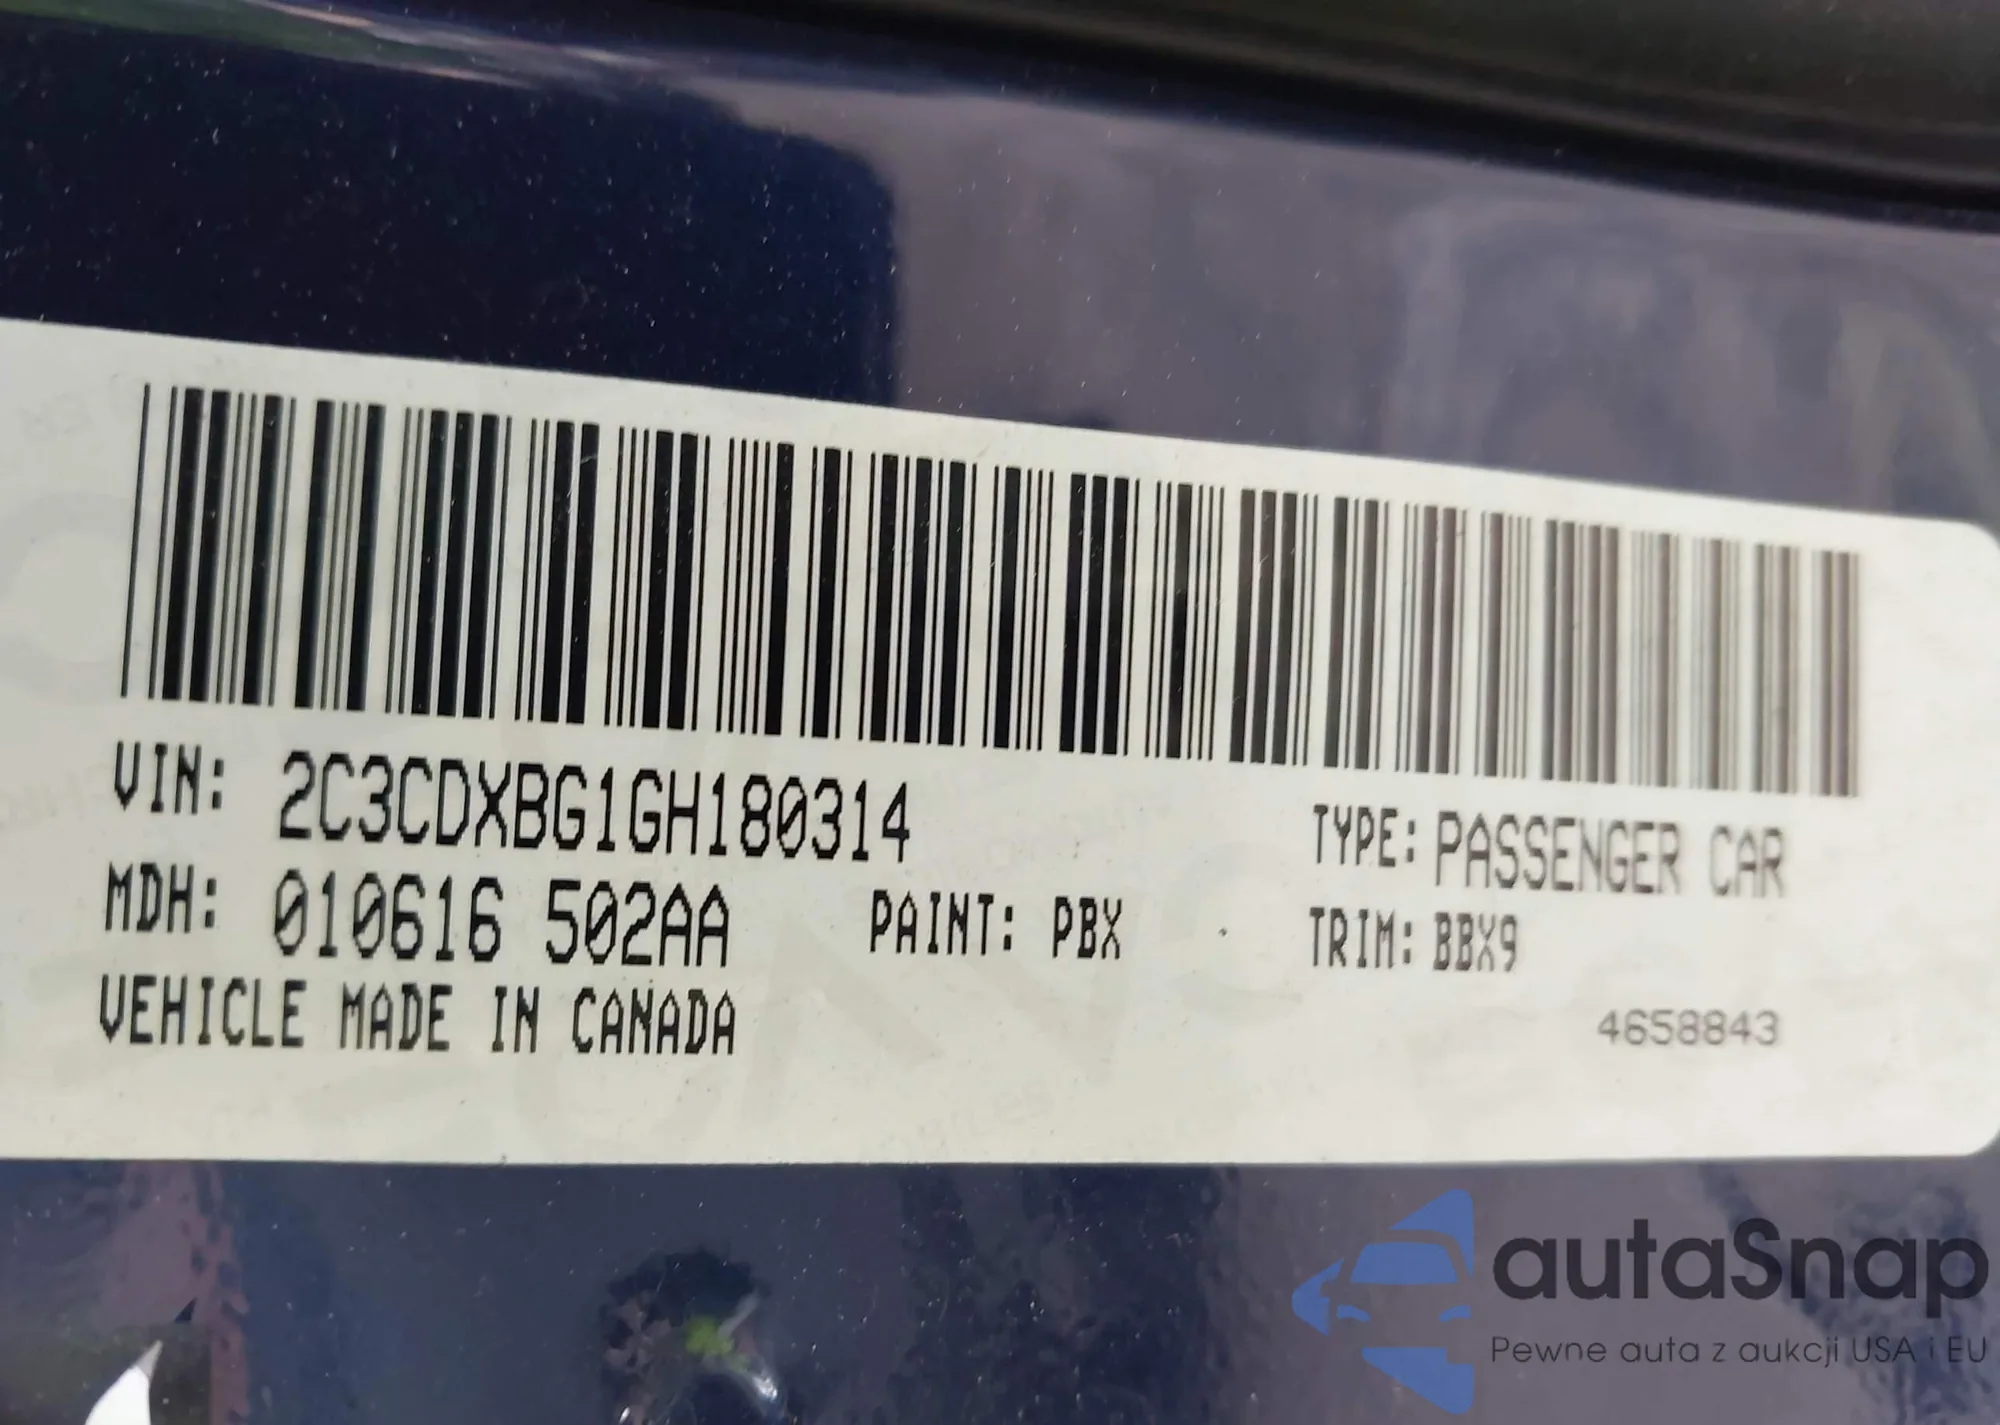 VIN: 2C3CDXBG1GH180314
TYPE: PASSENGER CAR
MDH: 010616 502AA
PAINT: PBX
TRIM: BBX9
VEHICLE MADE IN CANADA
4658843
autaSnap
Pewne auta z aukcji USA i EU